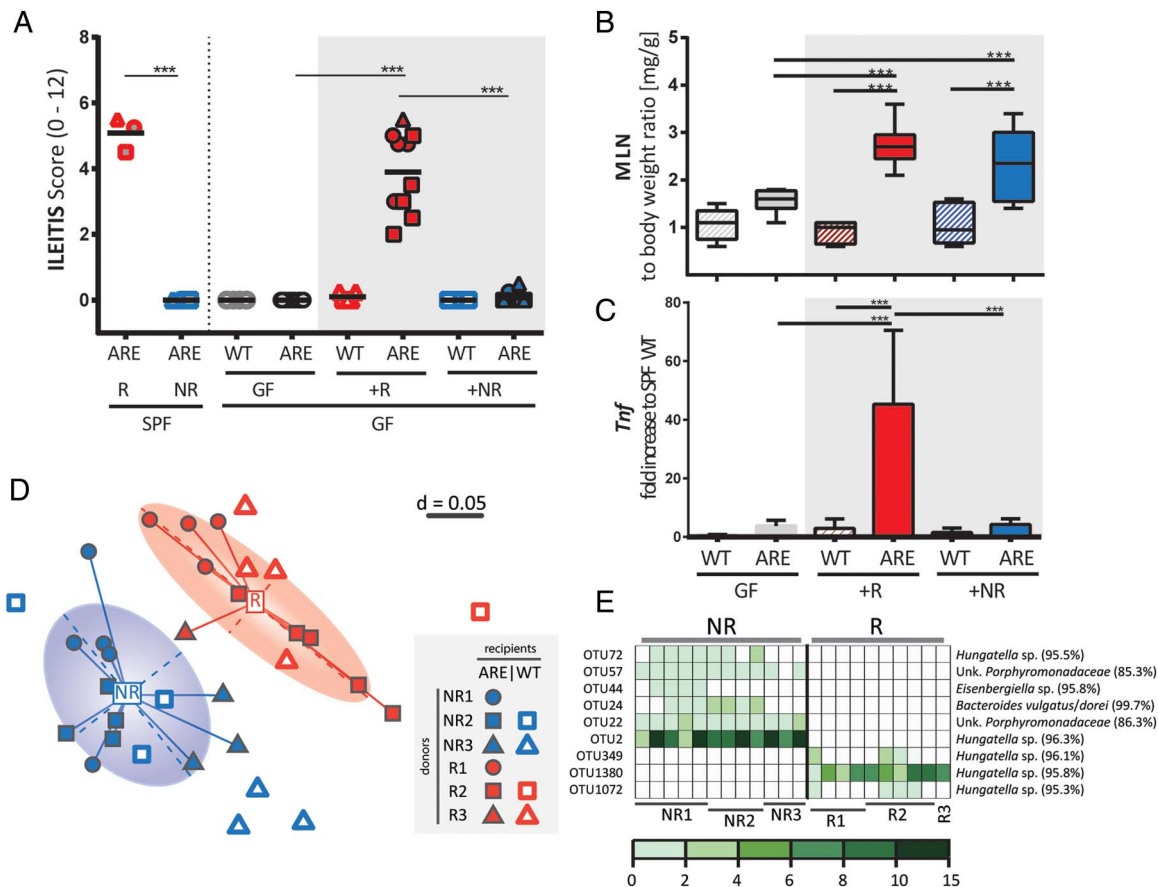 A
ILEITIS Score (0 - 12)
8
6
4
2
0
***
***
***
ARE ARE WT ARE WT ARE WT ARE
R NR GF +R +NR
SPF GF
B
MLN
to body weight ratio [mg/g]
5
4
3
2
1
***
***
***
***
C
Tnf
fold increase to SPF WT
80
60
40
20
0
***
***
***
WT ARE WT ARE WT ARE
GF +R +NR
D
d = 0.05
R
NR
recipients
ARE | WT
donors
NR1
NR2
NR3
R1
R2
R3
E
NR R
OTU72 Hungatella sp. (95.5%)
OTU57 Unk. Porphyromonadaceae (85.3%)
OTU44 Eisenbergiella sp. (95.8%)
OTU24 Bacteroides vulgatus/dorei (99.7%)
OTU22 Unk. Porphyromonadaceae (86.3%)
OTU2 Hungatella sp. (96.3%)
OTU349 Hungatella sp. (96.1%)
OTU1380 Hungatella sp. (95.8%)
OTU1072 Hungatella sp. (95.3%)
NR1 NR2 NR3 R1 R2 R3
0 2 4 6 8 10 15